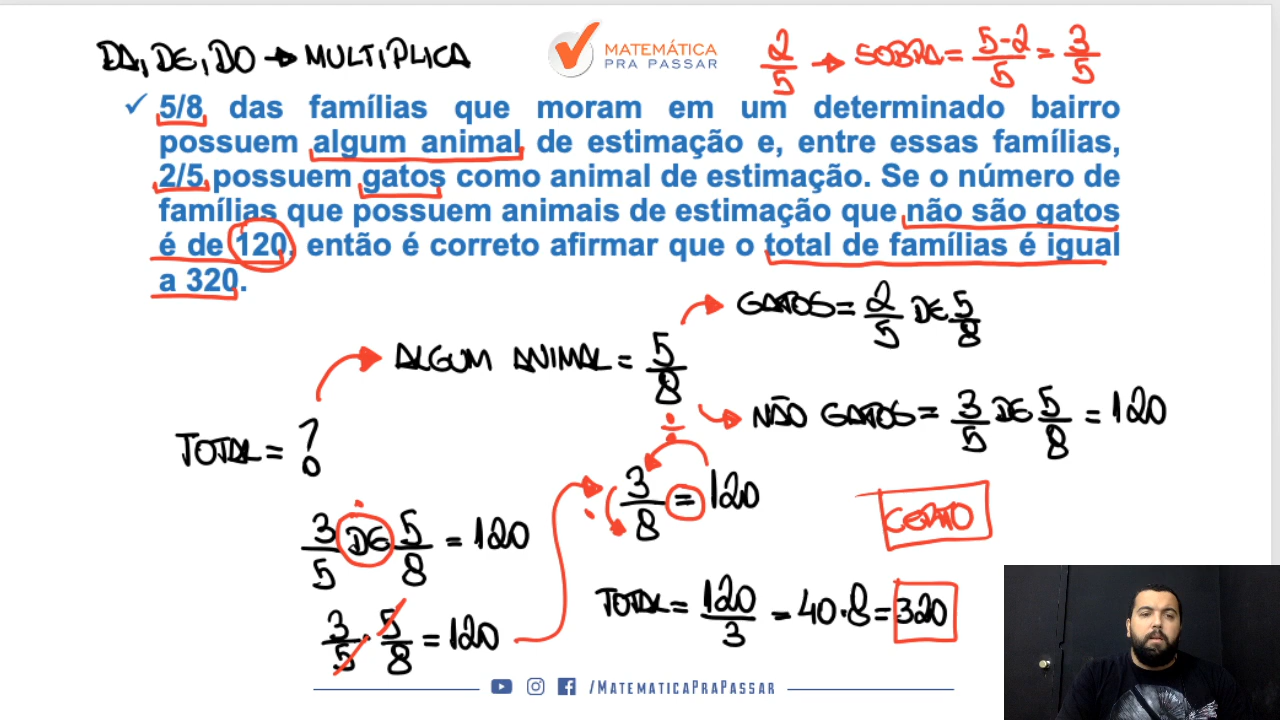 DA, DE, DO → MULTIPLICA
MATEMÁTICA
PRA PASSAR
2/5 → SOBRA = 5-2/5 = 3/5
✓ 5/8 das famílias que moram em um determinado bairro
possuem algum animal de estimação e, entre essas famílias,
2/5 possuem gatos como animal de estimação. Se o número de
famílias que possuem animais de estimação que não são gatos
é de 120, então é correto afirmar que o total de famílias é igual
a 320.
GATOS = 2/5 DE 5/8
ALGUM ANIMAL = 5/8
NÃO GATOS = 3/5 DE 5/8 = 120
TOTAL = ?
÷
3/8 = 120
·
CERTO
·
3/5 DE 5/8 = 120
TOTAL = 120/3 = 40·8 = 320
3/5 · 5/8 = 120
/MATEMATICAPRAPASSAR